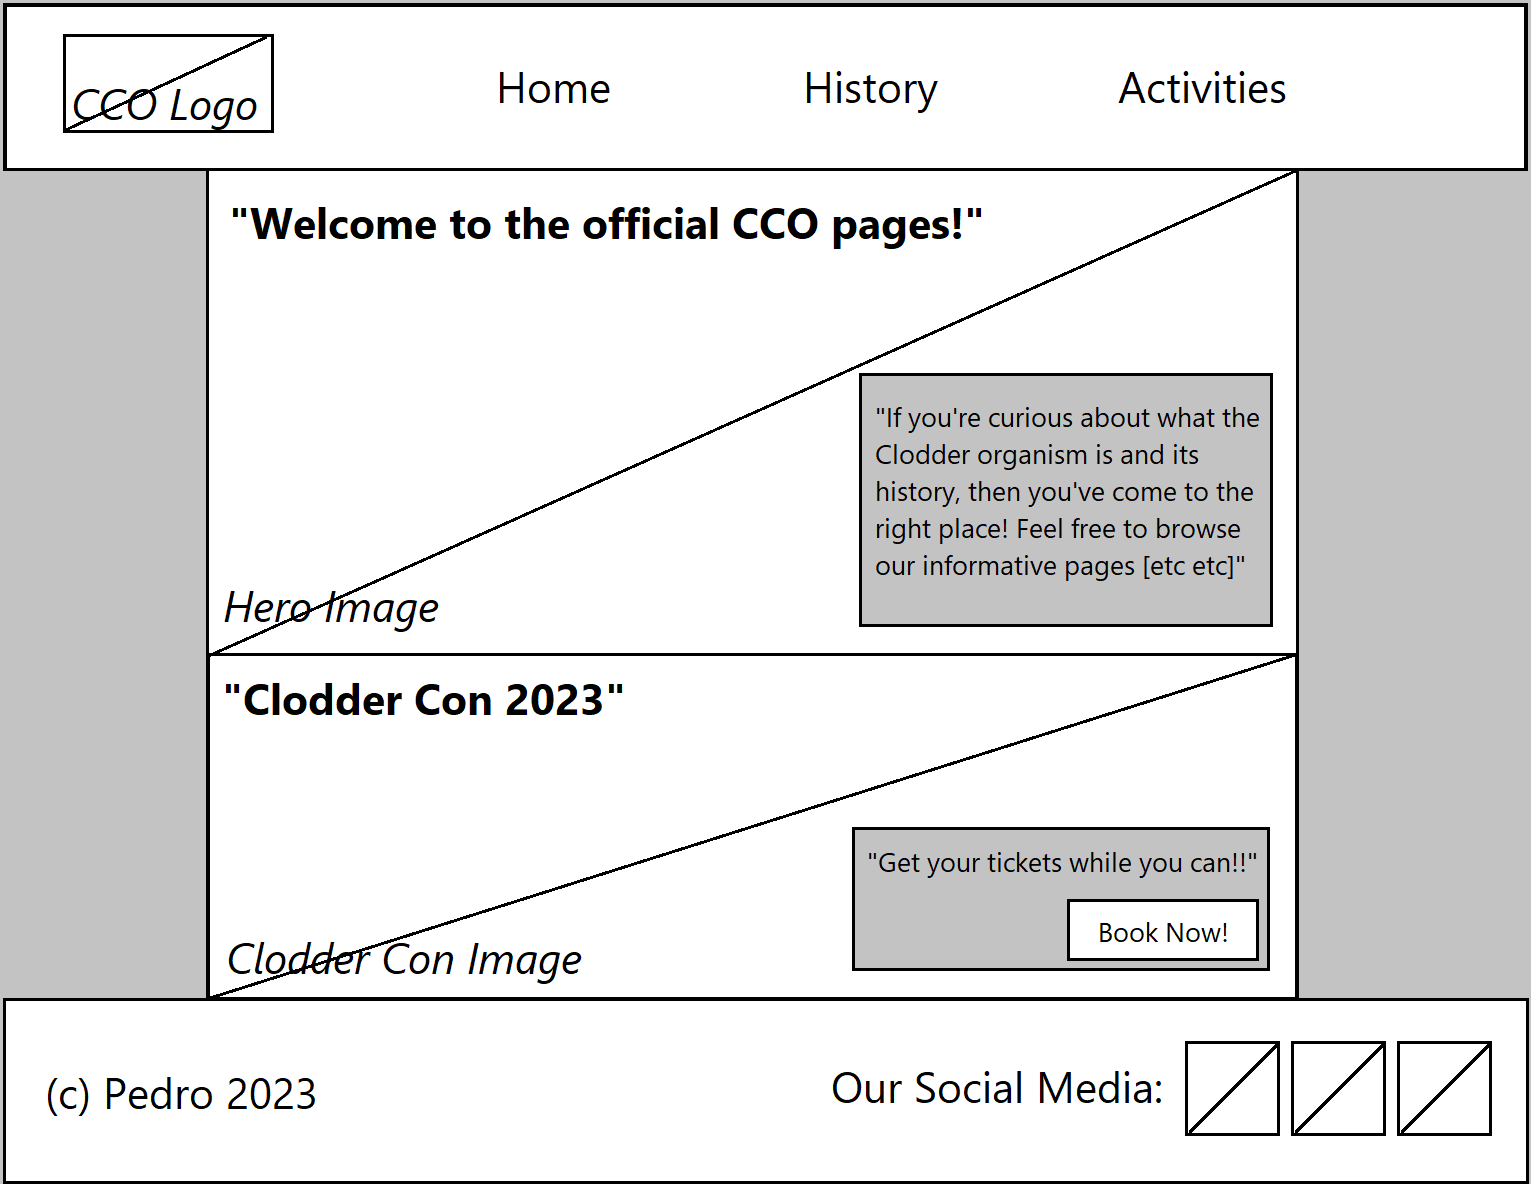 CCO Logo
Home
History
Activities
"Welcome to the official CCO pages!"
"If you're curious about what the
Clodder organism is and its
history, then you've come to the
right place! Feel free to browse
our informative pages [etc etc]"
Hero Image
"Clodder Con 2023"
"Get your tickets while you can!!"
Book Now!
Clodder Con Image
(c) Pedro 2023
Our Social Media: